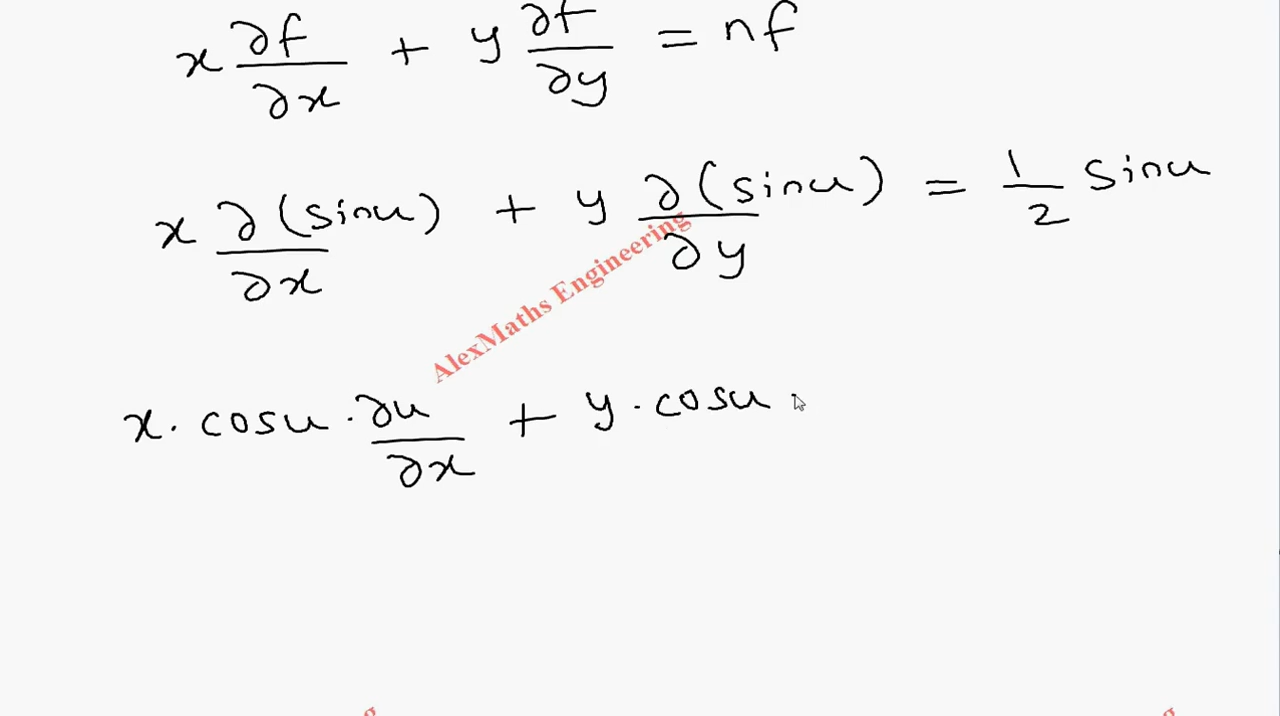 x ∂f/∂x + y ∂f/∂y = nf
x ∂(sinu)/∂x + y ∂(sinu)/∂y = 1/2 sinu
AlexMaths Engineering
x · cosu · ∂u/∂x + y · cosu ·